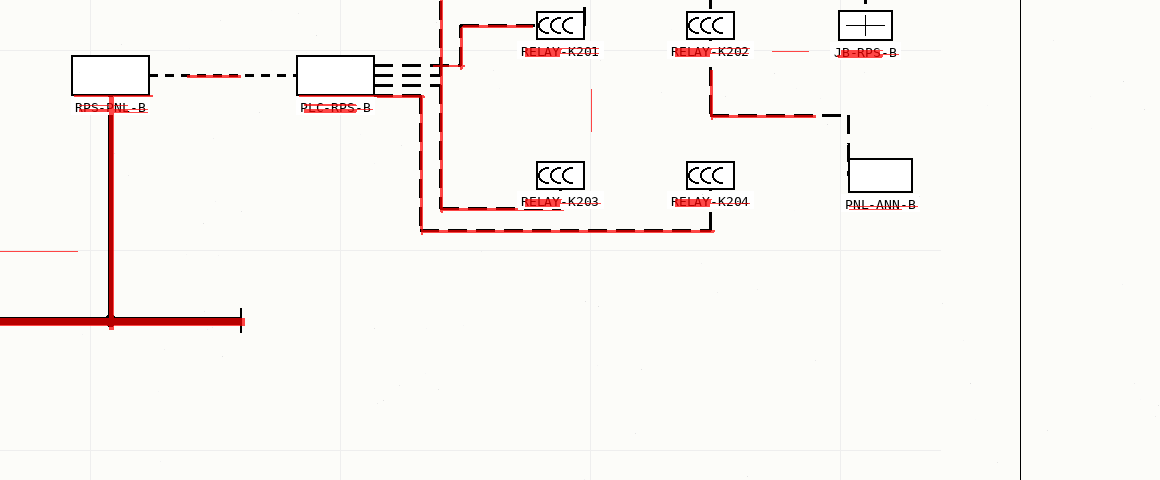 RELAY-K201
RELAY-K202
JB-RPS-B
RPS-PNL-B
PLC-RPS-B
RELAY-K203
RELAY-K204
PNL-ANN-B